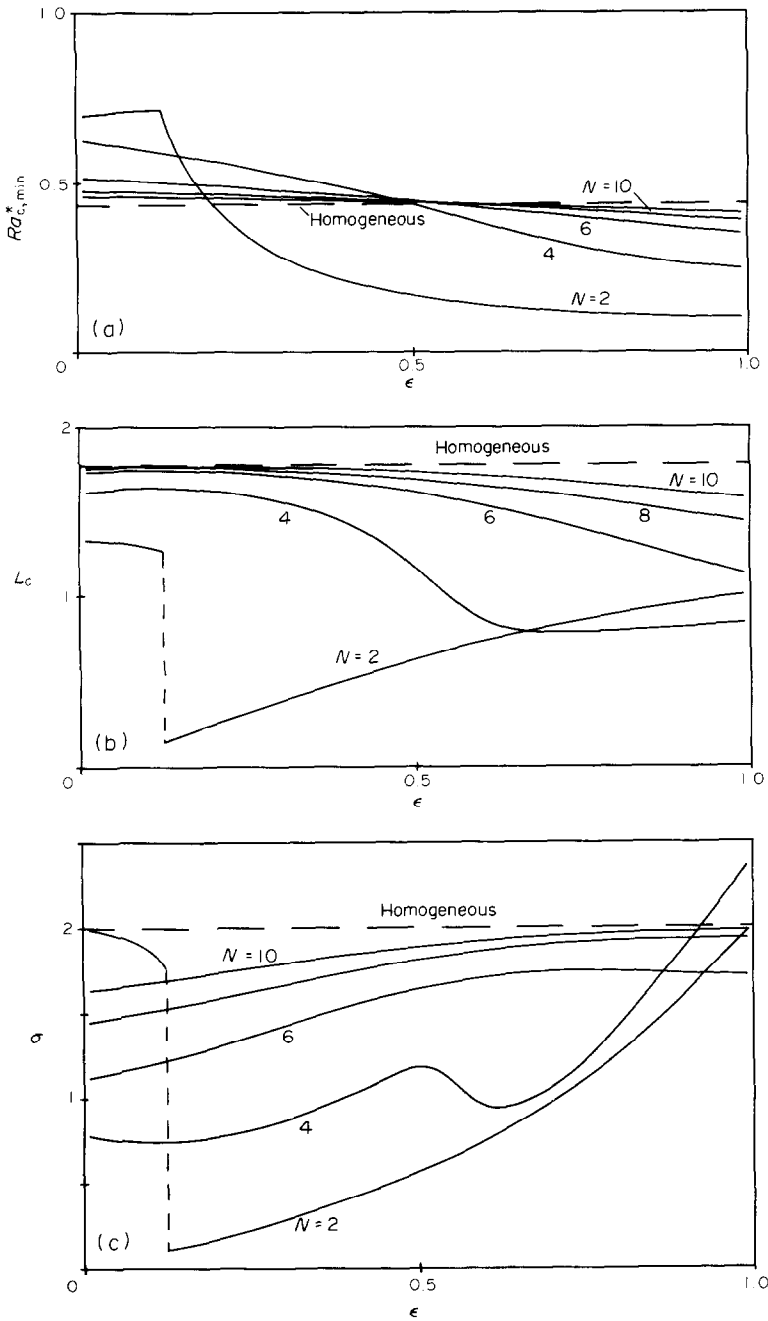 1 0
0.5
0
Ra*c,min
N = 10
Homogeneous
6
4
N = 2
(a)
0.5
1.0
ϵ
2
1
0
Lc
Homogeneous
N = 10
4
6
8
N = 2
(b)
0.5
1.0
ϵ
2
1
0
σ
Homogeneous
N = 10
6
4
N = 2
(c)
0.5
1.0
ϵ